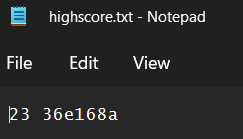 highscore.txt - Notepad
File Edit View
23 36e168a